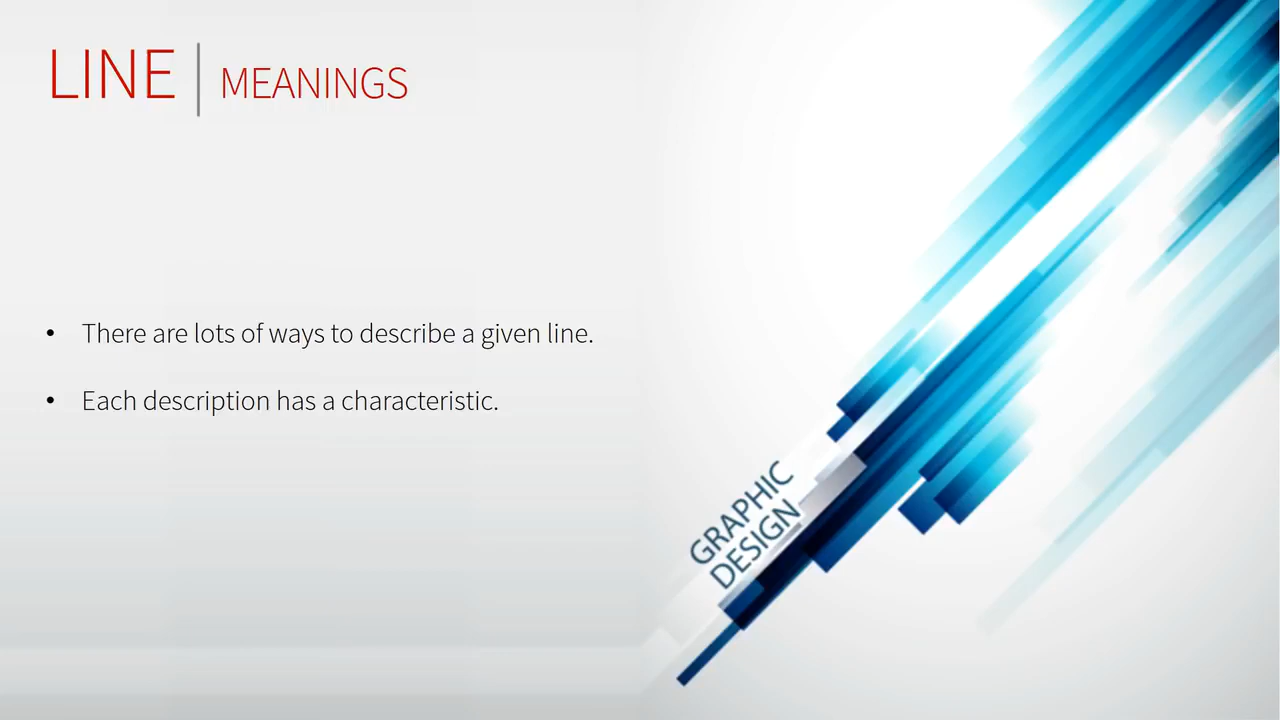 LINE | MEANINGS
• There are lots of ways to describe a given line.
• Each description has a characteristic.
GRAPHIC
DESIGN